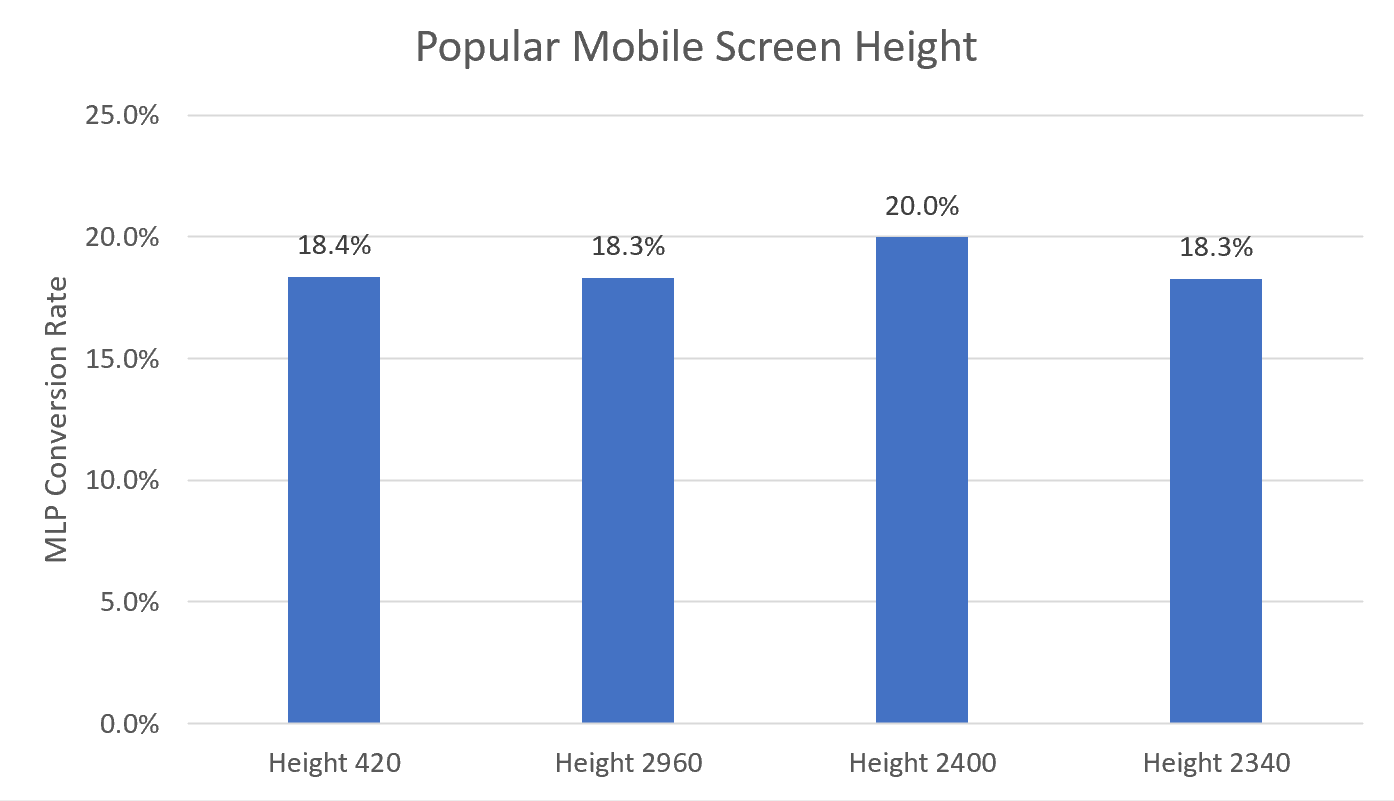 Popular Mobile Screen Height
25.0%
20.0%
15.0%
10.0%
5.0%
0.0%
MLP Conversion Rate
18.4%
18.3%
20.0%
18.3%
Height 420
Height 2960
Height 2400
Height 2340